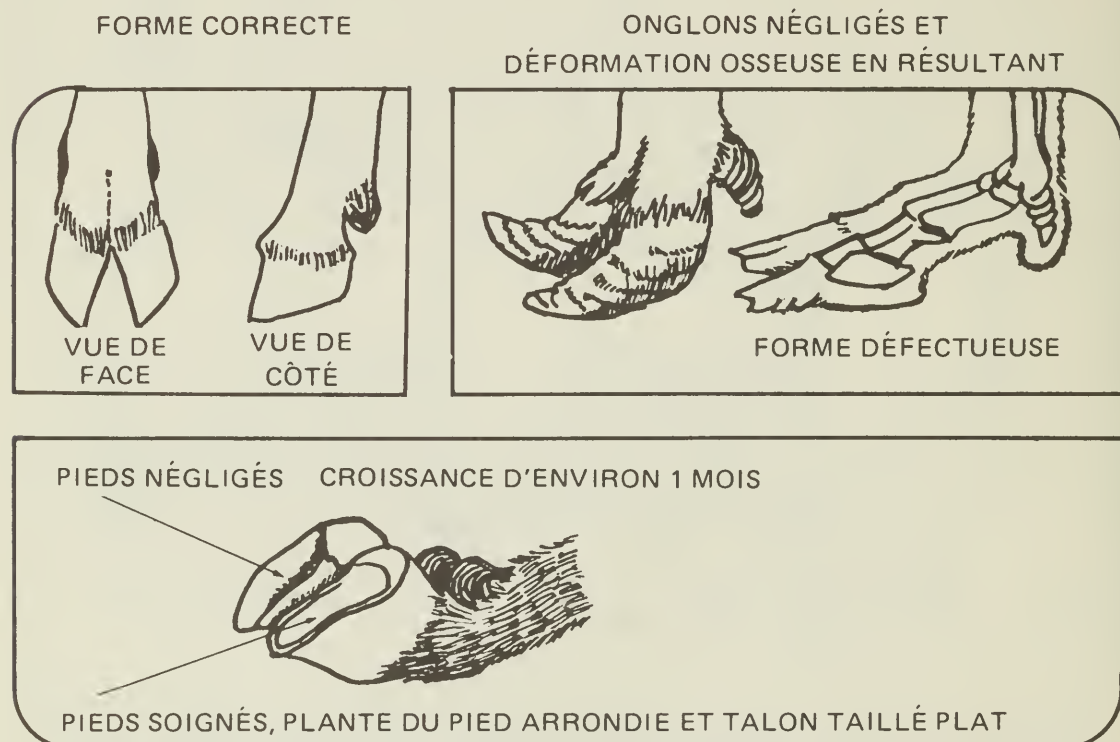 FORME CORRECTE
VUE DE
FACE
VUE DE
CÔTÉ
ONGLONS NÉGLIGÉS ET
DÉFORMATION OSSEUSE EN RÉSULTANT
FORME DÉFECTUEUSE
PIEDS NÉGLIGÉS CROISSANCE D'ENVIRON 1 MOIS
PIEDS SOIGNÉS, PLANTE DU PIED ARRONDIE ET TALON TAILLÉ PLAT